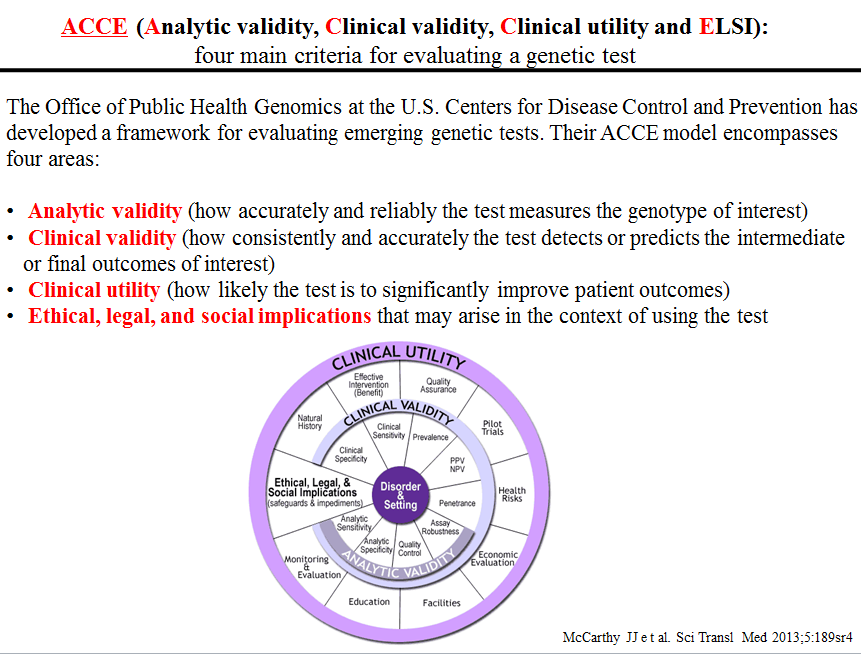 ACCE (Analytic validity, Clinical validity, Clinical utility and ELSI):
four main criteria for evaluating a genetic test
The Office of Public Health Genomics at the U.S. Centers for Disease Control and Prevention has
developed a framework for evaluating emerging genetic tests. Their ACCE model encompasses
four areas:
• Analytic validity (how accurately and reliably the test measures the genotype of interest)
• Clinical validity (how consistently and accurately the test detects or predicts the intermediate
or final outcomes of interest)
• Clinical utility (how likely the test is to significantly improve patient outcomes)
• Ethical, legal, and social implications that may arise in the context of using the test
CLINICAL UTILITY
Effective
Intervention
(Benefit)
Quality
Assurance
Natural
History
CLINICAL VALIDITY
Pilot
Trials
Clinical
Sensitivity
Prevalence
Clinical
Specificity
PPV
NPV
Ethical, Legal, &
Social Implications
(safeguards & impediments)
Disorder
&
Setting
Health
Risks
Penetrance
Analytic
Sensitivity
Assay
Robustness
Analytic
Specificity
Quality
Control
ANALYTIC VALIDITY
Monitoring
&
Evaluation
Economic
Evaluation
Education
Facilities
McCarthy JJ et al. Sci Transl Med 2013;5:189sr4